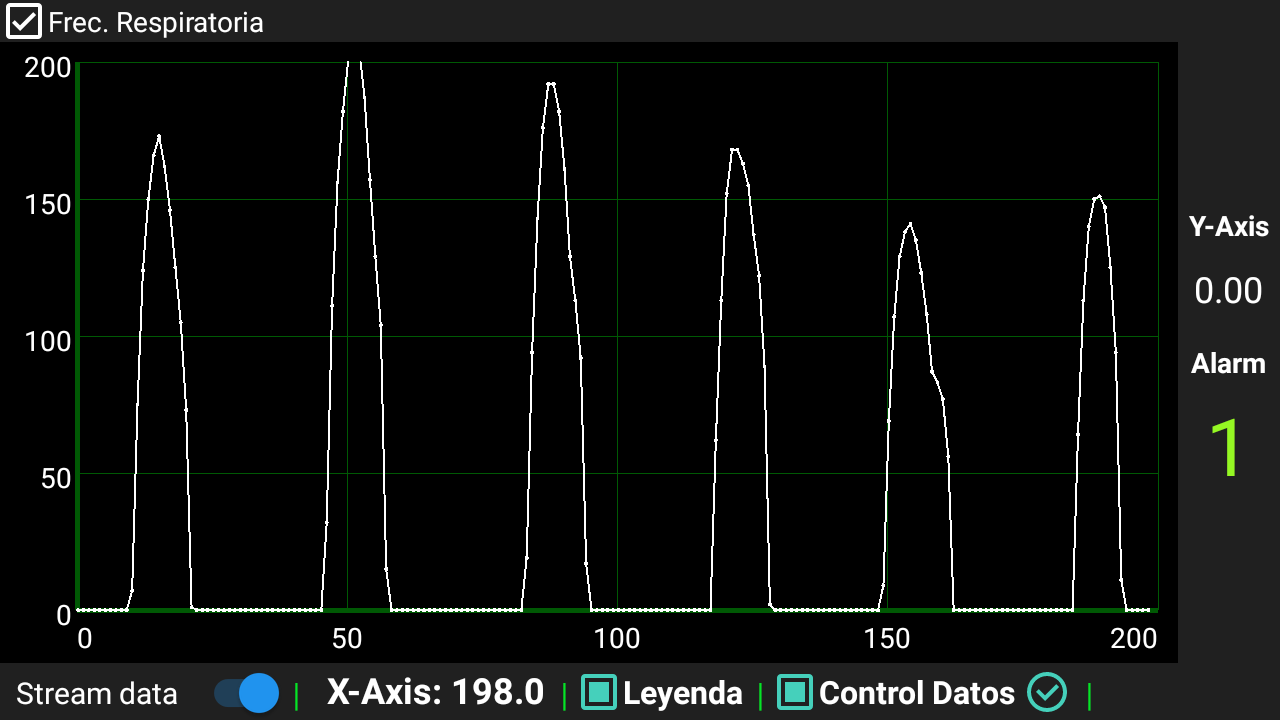 Frec. Respiratoria
200
150
100
50
0
0 50 100 150 200
Y-Axis
0.00
Alarm
1
Stream data | X-Axis: 198.0 | Leyenda | Control Datos |